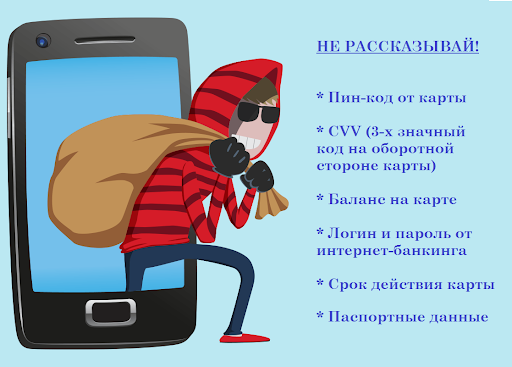 НЕ РАССКАЗЫВАЙ!
* Пин-код от карты
* CVV (3-х значный
код на оборотной
стороне карты)
* Баланс на карте
* Логин и пароль от
интернет-банкинга
* Срок действия карты
* Паспортные данные